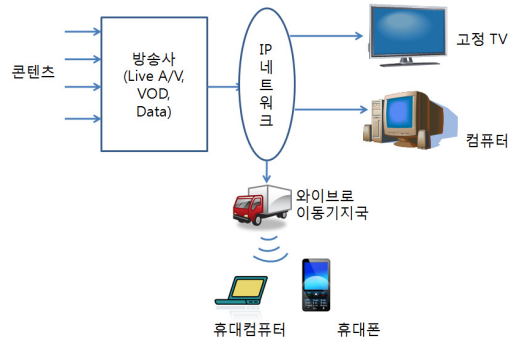 콘텐츠
방송사
(Live A/V,
VOD,
Data)
IP
네
트
워
크
고정 TV
컴퓨터
와이브로
이동기지국
휴대컴퓨터
휴대폰